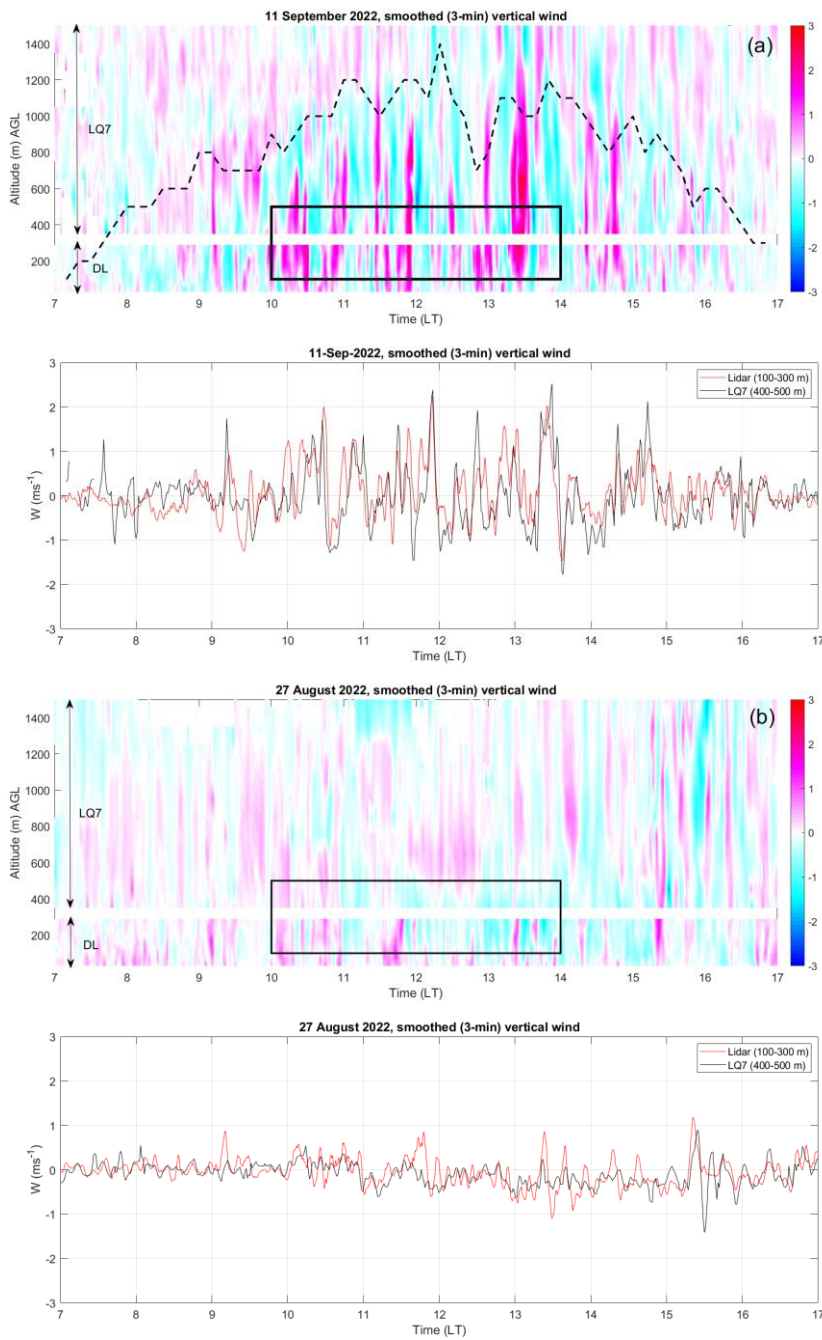 11 September 2022, smoothed (3-min) vertical wind
(a)
Altitude (m) AGL
1400
1200
1000
800
600
400
200
LQ7
DL
7 8 9 10 11 12 13 14 15 16 17
Time (LT)
3
2
1
0
-1
-2
-3
11-Sep-2022, smoothed (3-min) vertical wind
Lidar (100-300 m)
LQ7 (400-500 m)
W (ms⁻¹)
3
2
1
0
-1
-2
-3
7 8 9 10 11 12 13 14 15 16 17
Time (LT)
27 August 2022, smoothed (3-min) vertical wind
(b)
Altitude (m) AGL
1400
1200
1000
800
600
400
200
LQ7
DL
7 8 9 10 11 12 13 14 15 16 17
Time (LT)
3
2
1
0
-1
-2
-3
27 August 2022, smoothed (3-min) vertical wind
Lidar (100-300 m)
LQ7 (400-500 m)
W (ms⁻¹)
3
2
1
0
-1
-2
-3
7 8 9 10 11 12 13 14 15 16 17
Time (LT)